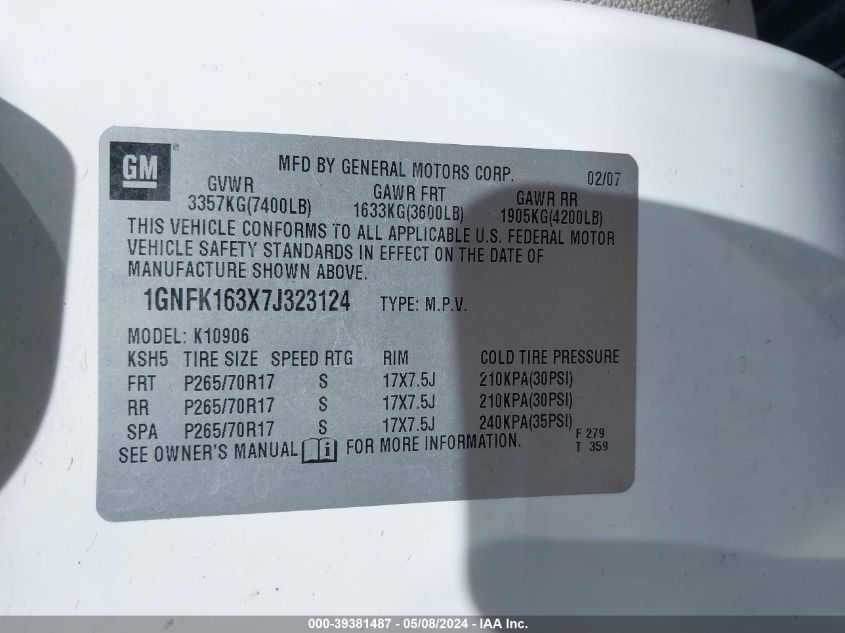 GM
MFD BY GENERAL MOTORS CORP. 02/07
GVWR GAWR FRT GAWR RR
3357KG(7400LB) 1633KG(3600LB) 1905KG(4200LB)
THIS VEHICLE CONFORMS TO ALL APPLICABLE U.S. FEDERAL MOTOR
VEHICLE SAFETY STANDARDS IN EFFECT ON THE DATE OF
MANUFACTURE SHOWN ABOVE.
1GNFK163X7J323124 TYPE: M.P.V.
MODEL: K10906
KSH5 TIRE SIZE SPEED RTG RIM COLD TIRE PRESSURE
FRT P265/70R17 S 17X7.5J 210KPA(30PSI)
RR P265/70R17 S 17X7.5J 210KPA(30PSI)
SPA P265/70R17 S 17X7.5J 240KPA(35PSI)
SEE OWNER'S MANUAL i FOR MORE INFORMATION. F 279
T 359
000-39381487 - 05/08/2024 - IAA Inc.